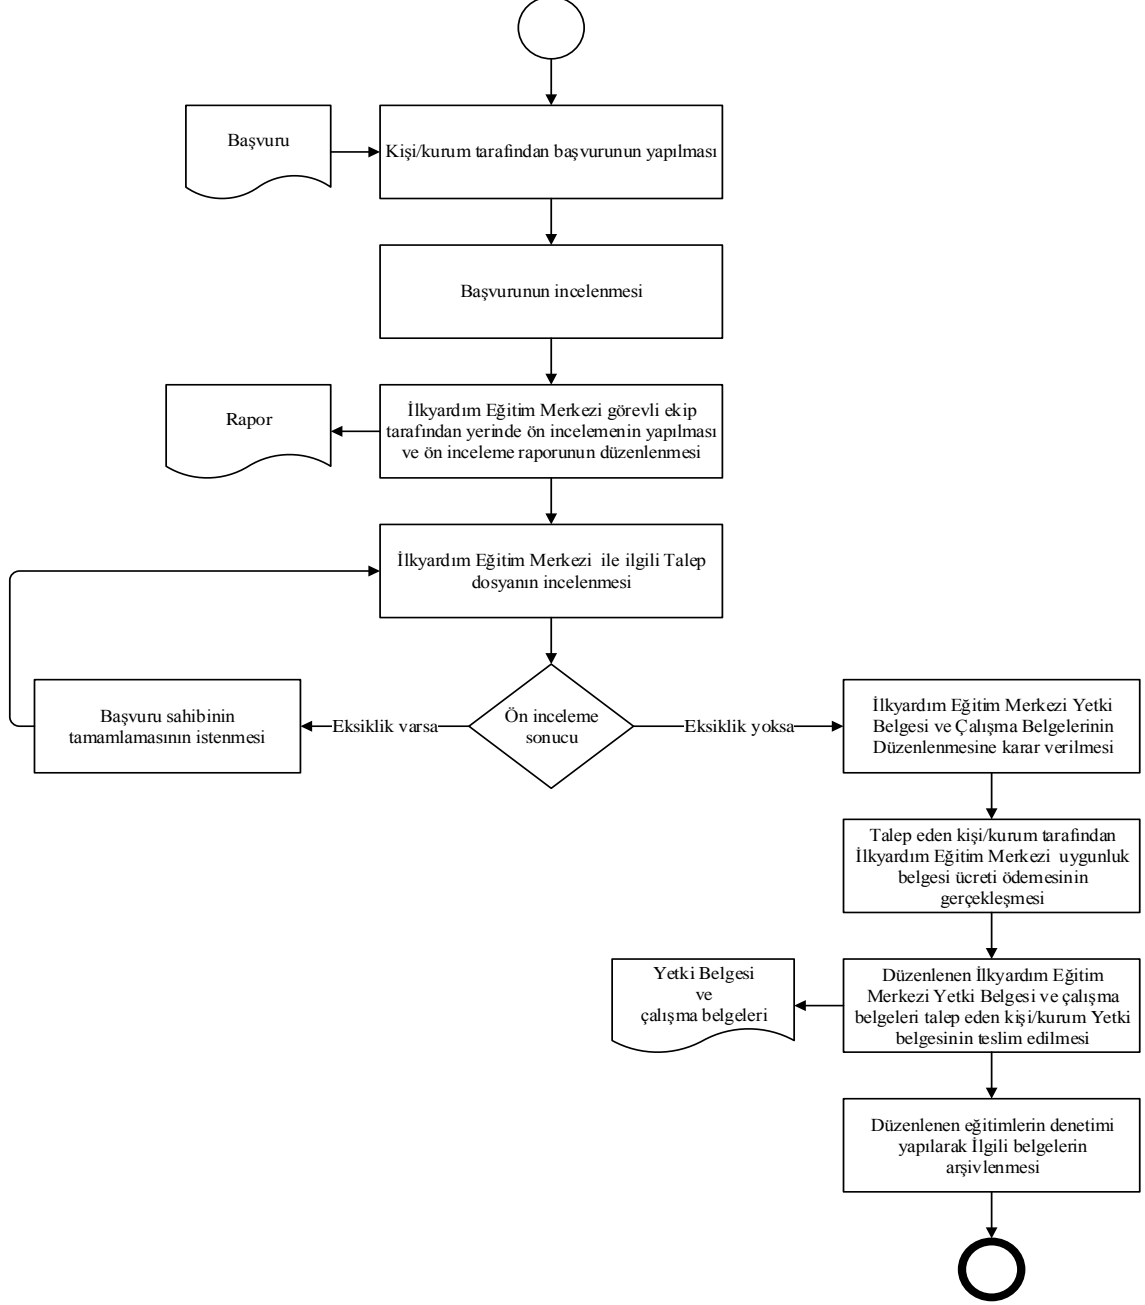 Başvuru
Kişi/kurum tarafından başvurunun yapılması
Başvurunun incelenmesi
Rapor
İlkyardım Eğitim Merkezi görevli ekip
tarafından yerinde ön incelemenin yapılması
ve ön inceleme raporunun düzenlenmesi
İlkyardım Eğitim Merkezi  ile ilgili Talep
dosyanın incelenmesi
Başvuru sahibinin
tamamlamasının istenmesi
Eksiklik varsa
Ön inceleme
sonucu
Eksiklik yoksa
İlkyardım Eğitim Merkezi Yetki
Belgesi ve Çalışma Belgelerinin
Düzenlenmesine karar verilmesi
Talep eden kişi/kurum tarafından
İlkyardım Eğitim Merkezi  uygunluk
belgesi ücreti ödemesinin
gerçekleşmesi
Yetki Belgesi
ve
çalışma belgeleri
Düzenlenen İlkyardım Eğitim
Merkezi Yetki Belgesi ve çalışma
belgeleri talep eden kişi/kurum Yetki
belgesinin teslim edilmesi
Düzenlenen eğitimlerin denetimi
yapılarak İlgili belgelerin
arşivlenmesi